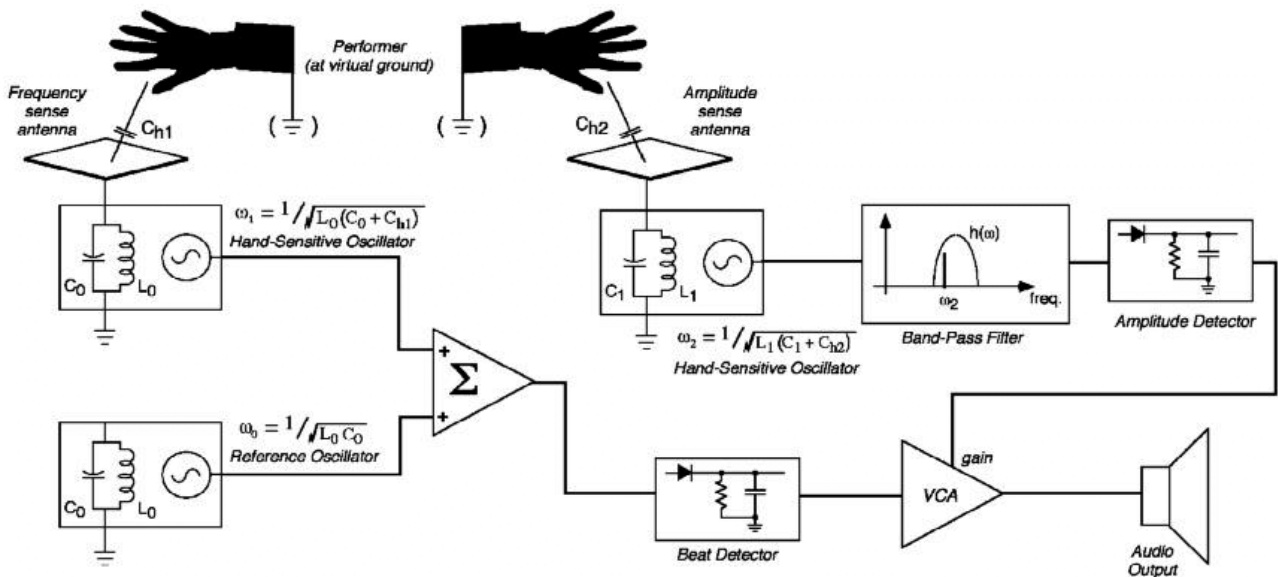 Performer
(at virtual ground)
Frequency
sense
antenna
Ch1
( )
( )
Ch2
Amplitude
sense
antenna
ω₁ = 1/√L₀(C₀ + Ch1)
Hand-Sensitive Oscillator
C₀
L₀
C₁
L₁
ω₂ = 1/√L₁(C₁ + Ch2)
Hand-Sensitive Oscillator
h(ω)
ω₂
freq.
Band-Pass Filter
Amplitude Detector
+
Σ
+
ω₀ = 1/√L₀ C₀
Reference Oscillator
C₀
L₀
Beat Detector
gain
VCA
Audio
Output